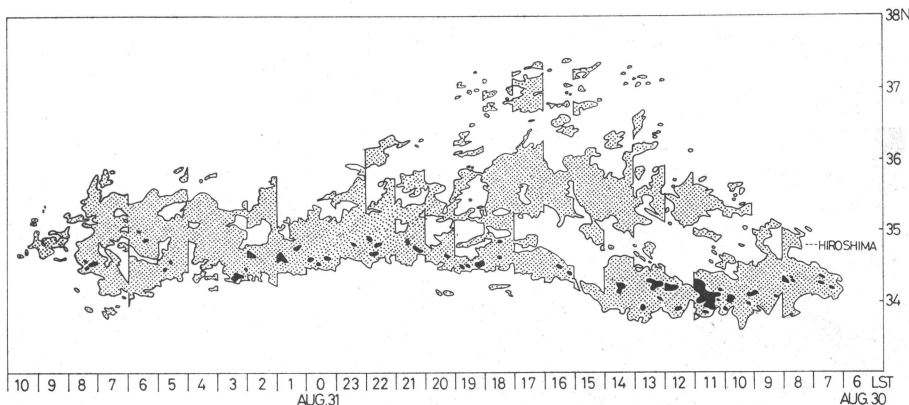 38N
37
36
35
HIROSHIMA
34
10 9 8 7 6 5 4 3 2 1 0 23 22 21 20 19 18 17 16 15 14 13 12 11 10 9 8 7 6 LST
AUG.31 AUG.30